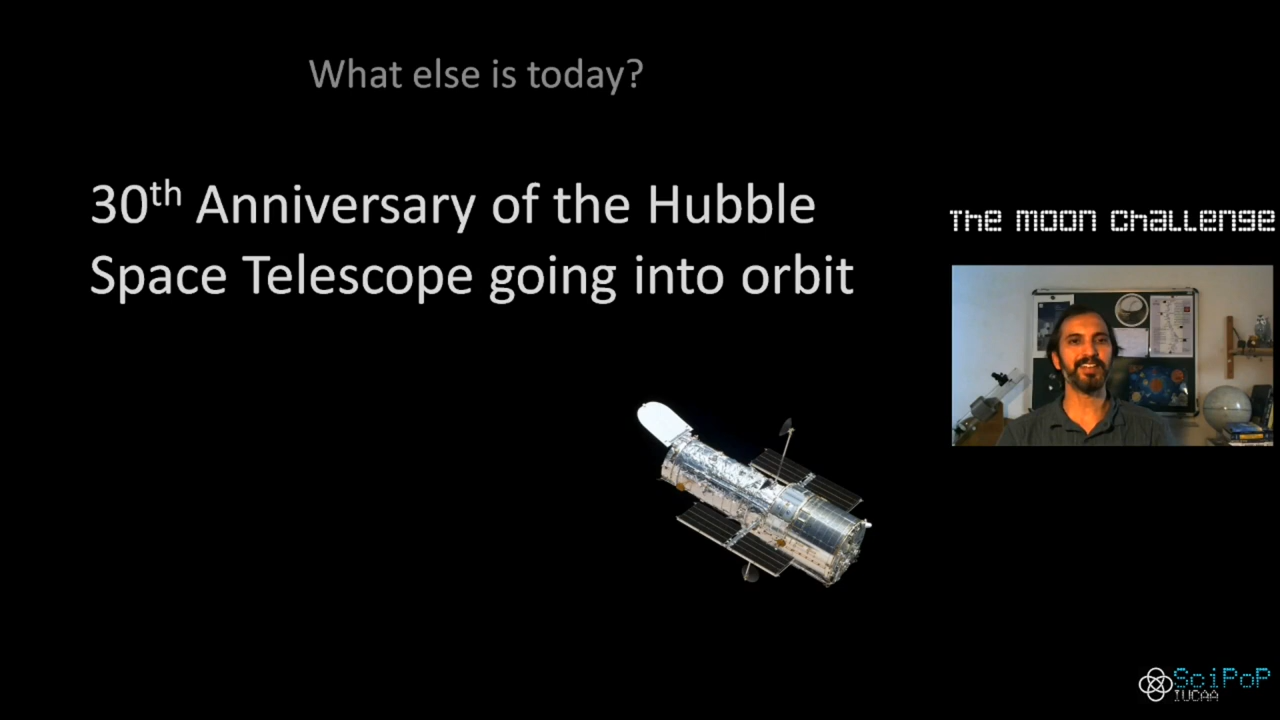 What else is today?
30th Anniversary of the Hubble
Space Telescope going into orbit
The Moon Challenge
SciPoP
IUCAA